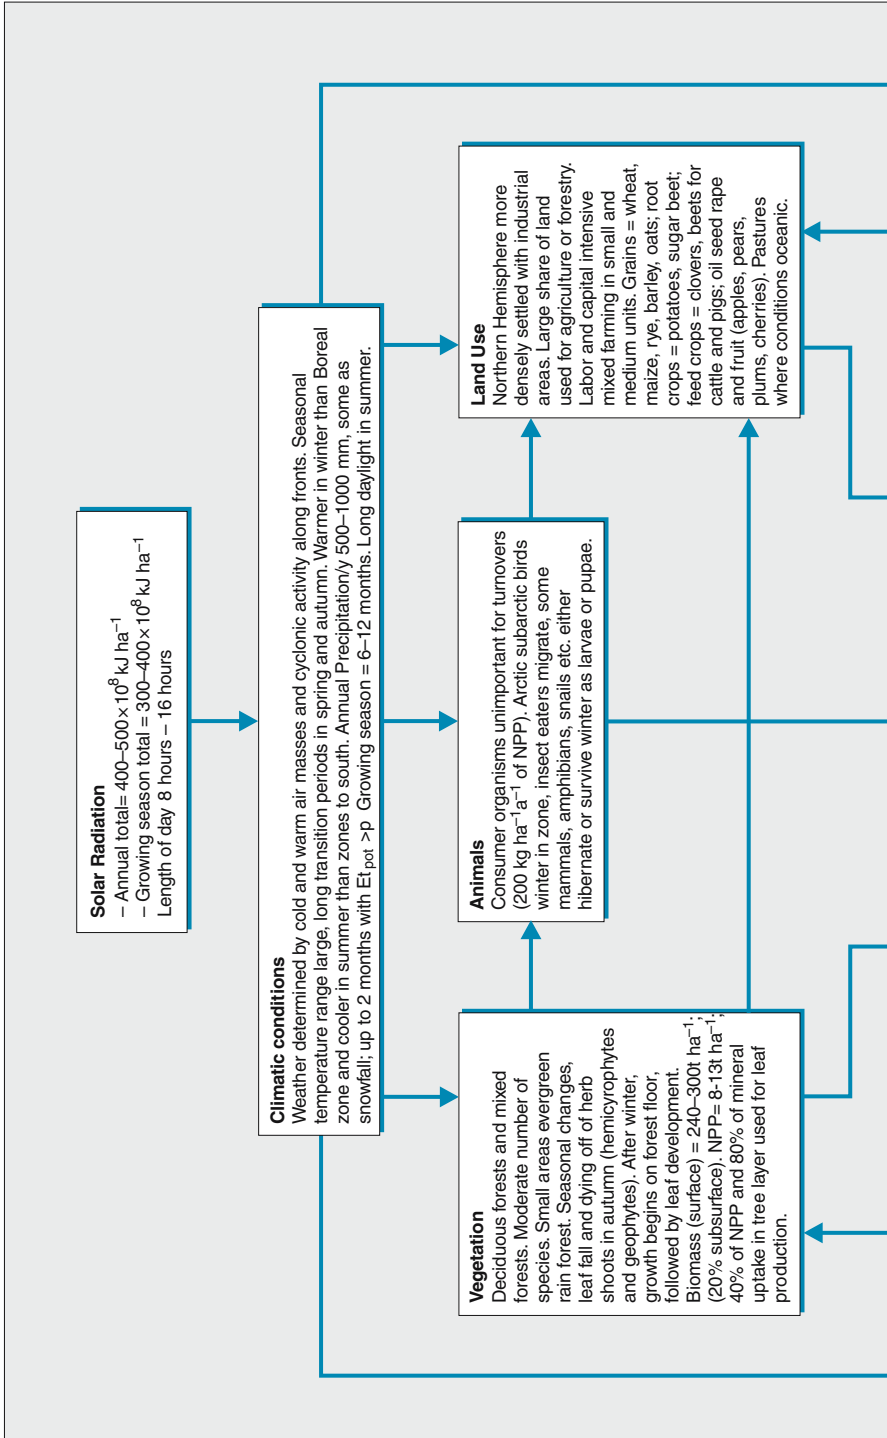 Solar Radiation
– Annual total= 400–500×10⁸ kJ ha⁻¹
– Growing season total = 300–400×10⁸ kJ ha⁻¹
Length of day 8 hours – 16 hours
Climatic conditions
Weather determined by cold and warm air masses and cyclonic activity along fronts. Seasonal
temperature range large, long transition periods in spring and autumn. Warmer in winter than Boreal
zone and cooler in summer than zones to south. Annual Precipitation/y 500–1000 mm, some as
snowfall; up to 2 months with Et_pot >p Growing season = 6–12 months. Long daylight in summer.
Vegetation
Deciduous forests and mixed
forests. Moderate number of
species. Small areas evergreen
rain forest. Seasonal changes,
leaf fall and dying off of herb
shoots in autumn (hemicyrophytes
and geophytes). After winter,
growth begins on forest floor,
followed by leaf development.
Biomass (surface) = 240–300t ha⁻¹;
(20% subsurface). NPP= 8-13t ha⁻¹;
40% of NPP and 80% of mineral
uptake in tree layer used for leaf
production.
Animals
Consumer organisms unimportant for turnovers
(200 kg ha⁻¹a⁻¹ of NPP). Arctic subarctic birds
winter in zone, insect eaters migrate, some
mammals, amphibians, snails etc. either
hibernate or survive winter as larvae or pupae.
Land Use
Northern Hemisphere more
densely settled with industrial
areas. Large share of land
used for agriculture or forestry.
Labor and capital intensive
mixed farming in small and
medium units. Grains = wheat,
maize, rye, barley, oats; root
crops = potatoes, sugar beet;
feed crops = clovers, beets for
cattle and pigs; oil seed rape
and fruit (apples, pears,
plums, cherries). Pastures
where conditions oceanic.